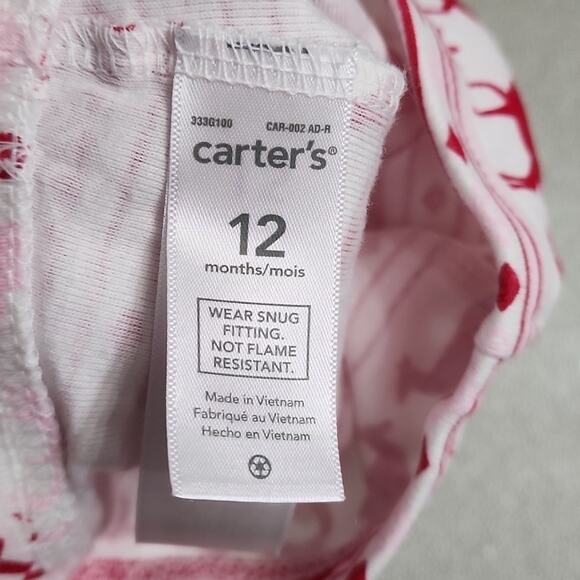 333G100 CAR-002 AD-R
carter's®
12
months/mois
WEAR SNUG
FITTING.
NOT FLAME
RESISTANT.
Made in Vietnam
Fabriqué au Vietnam
Hecho en Vietnam